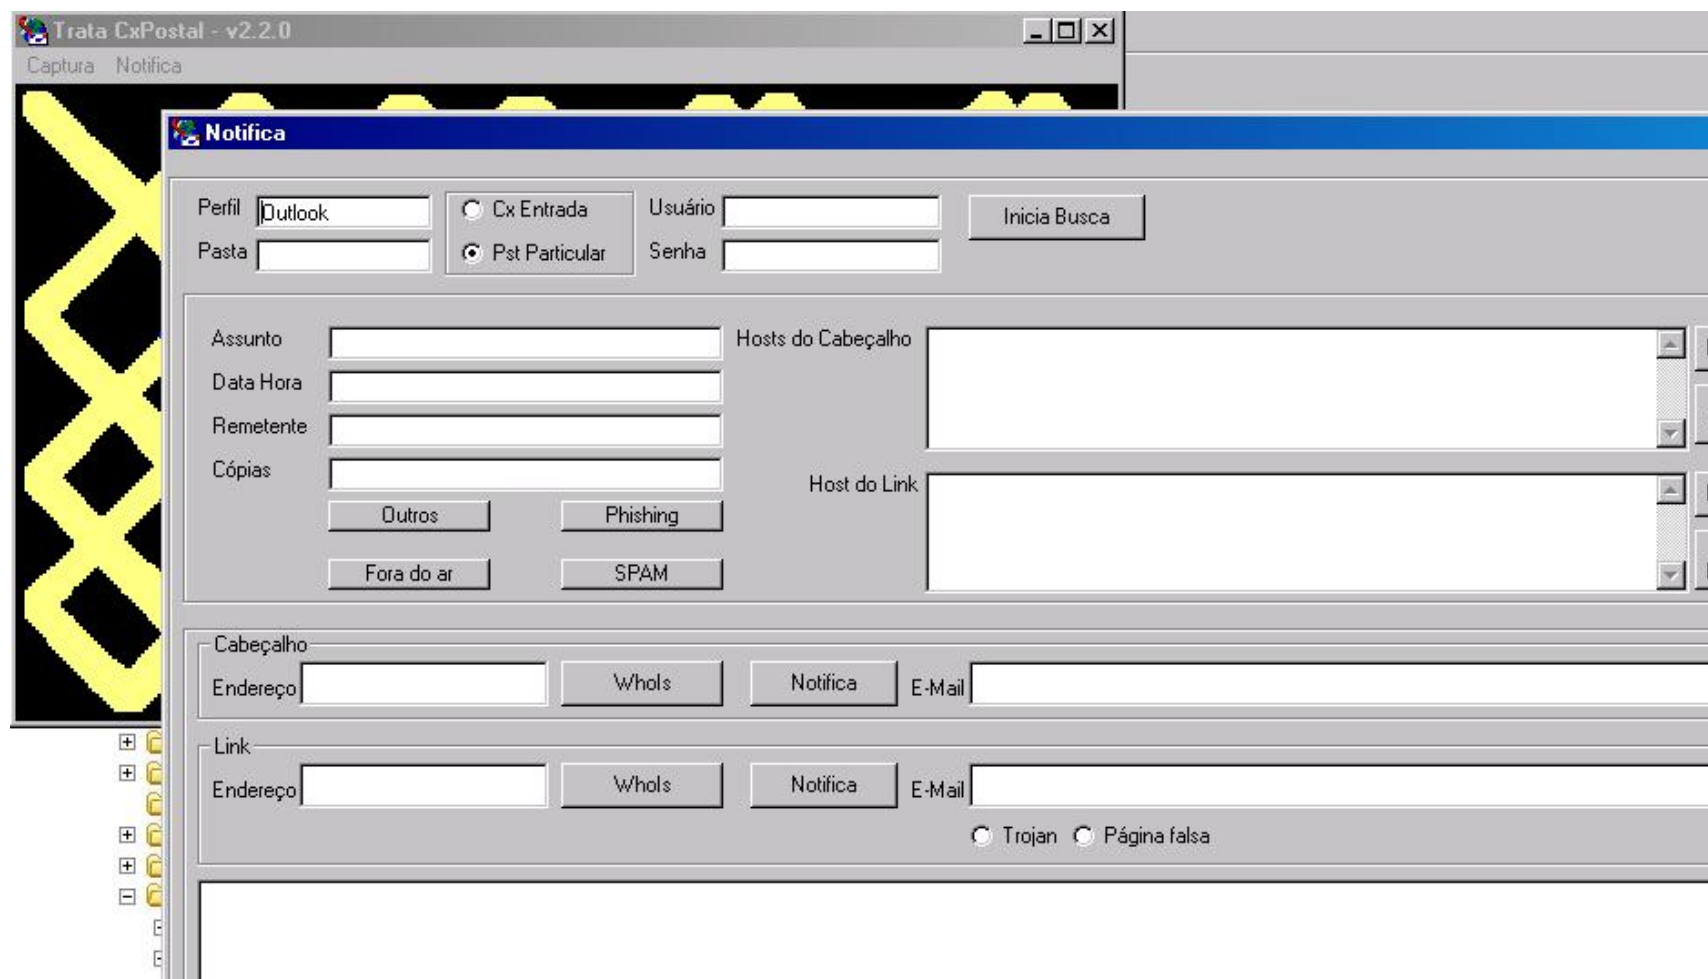 Trata CxPostal - v2.2.0
Captura Notifica
Notifica
Perfil Outlook Cx Entrada Usuário Inicia Busca
Pasta Pst Particular Senha
Assunto Hosts do Cabeçalho
Data Hora
Remetente
Cópias Host do Link
Outros Phishing
Fora do ar SPAM
Cabeçalho
Endereço WhoIs Notifica E-Mail
Link
Endereço WhoIs Notifica E-Mail
Trojan Página falsa